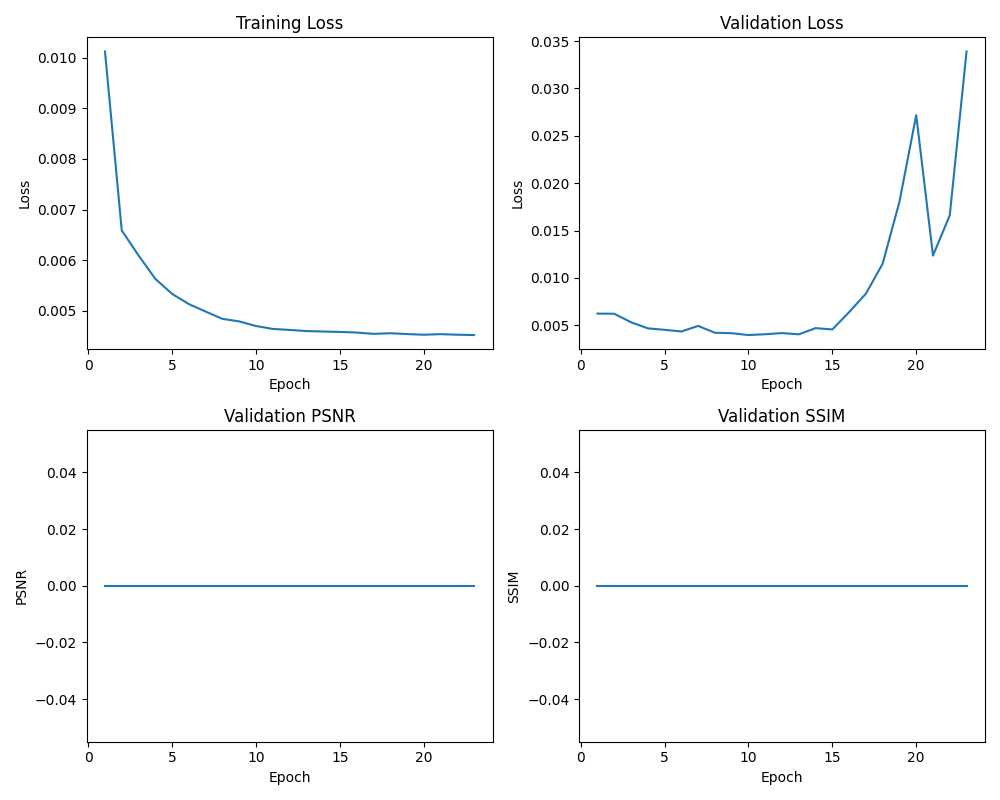 Training Loss
Validation Loss
0.010
0.009
0.008
0.007
0.006
0.005
Loss
0 5 10 15 20
Epoch
0.035
0.030
0.025
0.020
0.015
0.010
0.005
Loss
0 5 10 15 20
Epoch
Validation PSNR
Validation SSIM
0.04
0.02
0.00
−0.02
−0.04
PSNR
0 5 10 15 20
Epoch
0.04
0.02
0.00
−0.02
−0.04
SSIM
0 5 10 15 20
Epoch